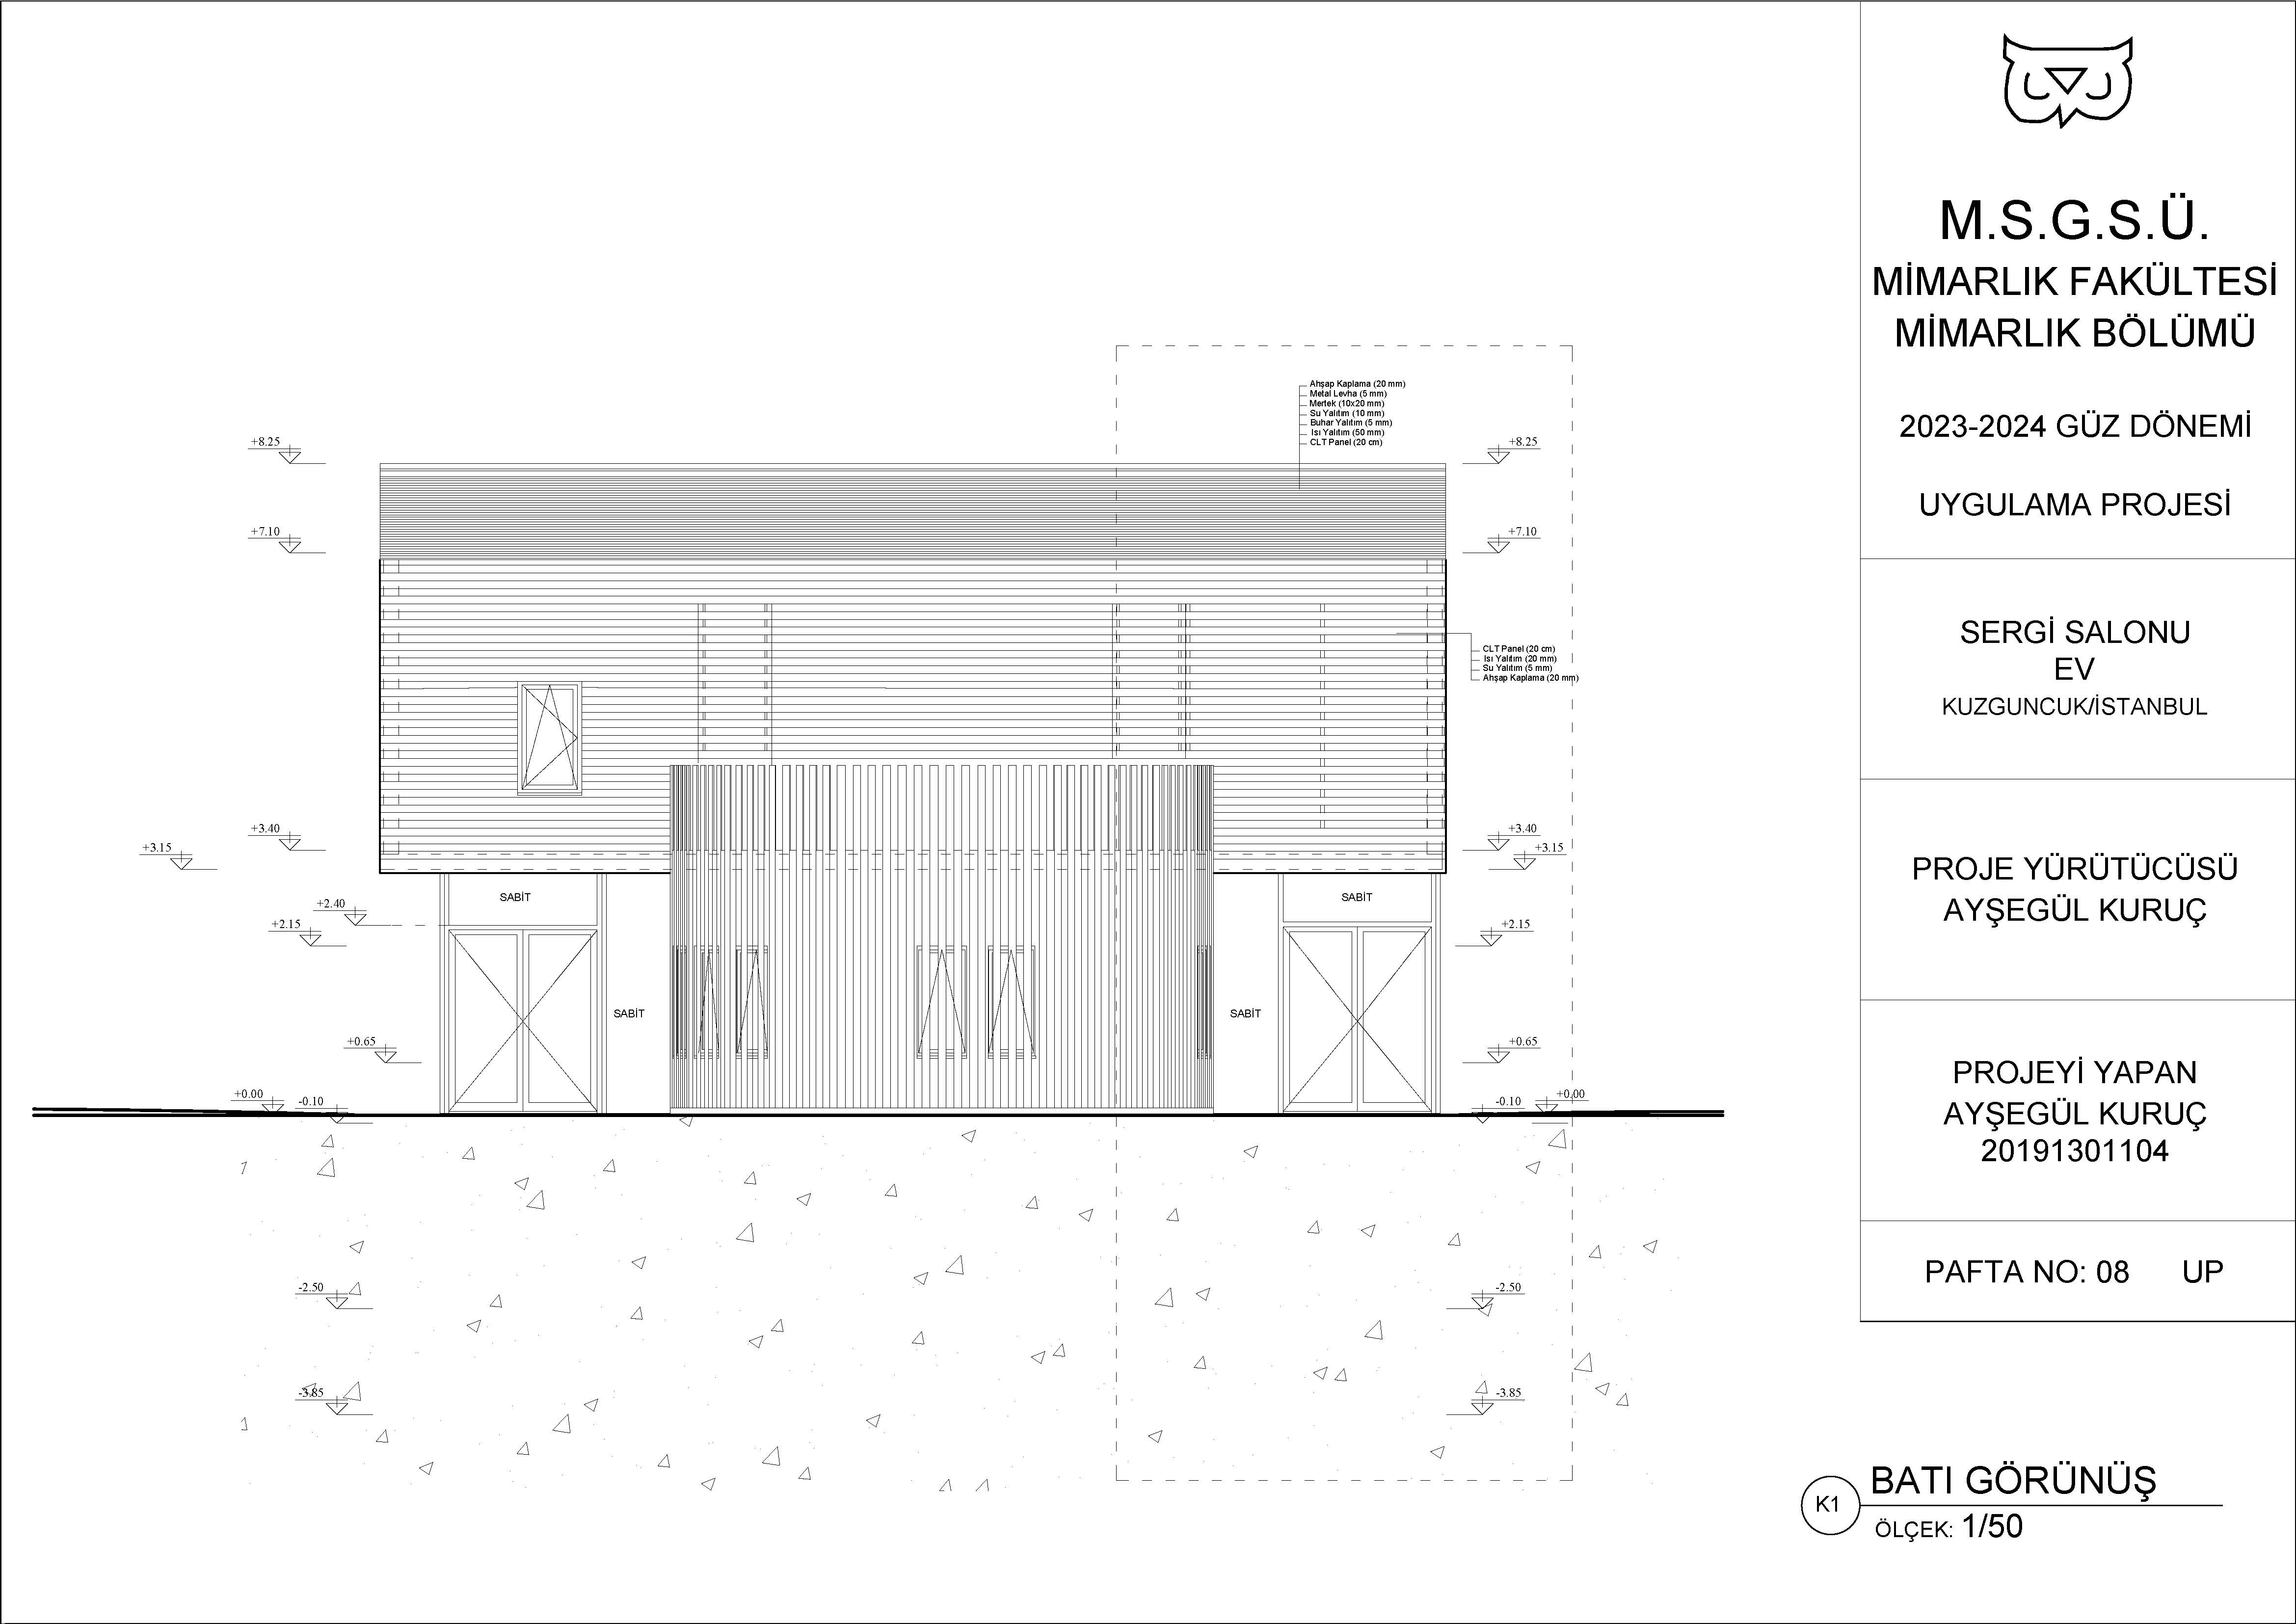 M.S.G.S.Ü.
MİMARLIK FAKÜLTESİ
MİMARLIK BÖLÜMÜ
2023-2024 GÜZ DÖNEMİ
UYGULAMA PROJESİ
SERGİ SALONU
EV
KUZGUNCUK/İSTANBUL
PROJE YÜRÜTÜCÜSÜ
AYŞEGÜL KURUÇ
PROJEYİ YAPAN
AYŞEGÜL KURUÇ
20191301104
PAFTA NO: 08 UP
K1
BATI GÖRÜNÜŞ
ÖLÇEK: 1/50
Ahşap Kaplama (20 mm)
Metal Levha (5 mm)
Mertek (10x20 mm)
Su Yalıtım (10 mm)
Buhar Yalıtım (5 mm)
Isı Yalıtım (50 mm)
CLT Panel (20 cm)
CLT Panel (20 cm)
Isı Yalıtım (20 mm)
Su Yalıtım (5 mm)
Ahşap Kaplama (20 mm)
+8.25
+7.10
+3.40
+3.15
+2.40
+2.15
+0.65
+0.00
-0.10
-2.50
-3.85
SABİT
SABİT
SABİT
SABİT
+8.25
+7.10
+3.40
+3.15
+2.15
+0.65
+0.00
-0.10
-2.50
-3.85